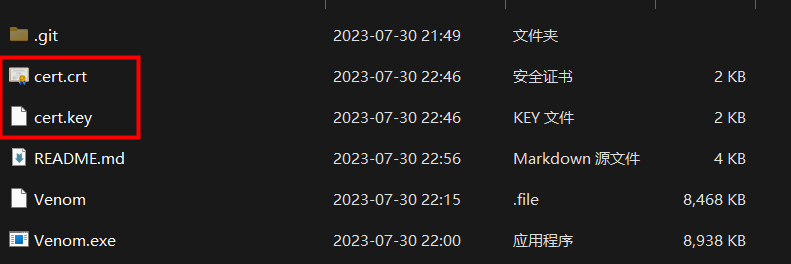 .git 2023-07-30 21:49 文件夹
cert.crt 2023-07-30 22:46 安全证书 2 KB
cert.key 2023-07-30 22:46 KEY 文件 2 KB
README.md 2023-07-30 22:56 Markdown 源文件 4 KB
Venom 2023-07-30 22:15 .file 8,468 KB
Venom.exe 2023-07-30 22:00 应用程序 8,938 KB